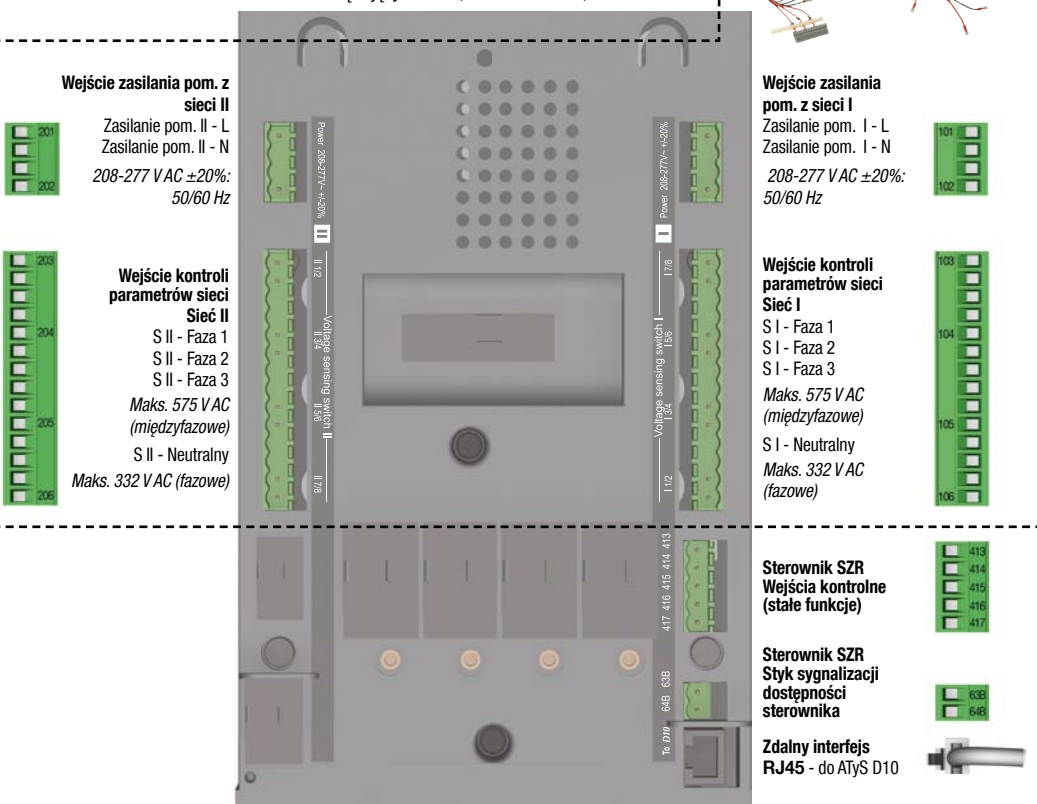 Wejście zasilania pom. z
sieci II
Zasilanie pom. II - L
Zasilanie pom. II - N
208-277 V AC ±20%:
50/60 Hz
201
202
Wejście kontroli
parametrów sieci
Sieć II
S II - Faza 1
S II - Faza 2
S II - Faza 3
Maks. 575 V AC
(międzyfazowe)
S II - Neutralny
Maks. 332 V AC (fazowe)
203
204
205
206
Power 208-277V~ +/-20%
II
II 1/2
II 3/4
II 5/6
II 7/8
Voltage sensing switch II
Power 208-277V~ +/-20%
I
I 7/8
I 5/6
I 3/4
I 1/2
Voltage sensing switch I
417 416 415 414 413
64B 63B
To D10
Wejście zasilania
pom. z sieci I
Zasilanie pom. I - L
Zasilanie pom. I - N
208-277 V AC ±20%:
50/60 Hz
101
102
Wejście kontroli
parametrów sieci
Sieć I
S I - Faza 1
S I - Faza 2
S I - Faza 3
Maks. 575 V AC
(międzyfazowe)
S I - Neutralny
Maks. 332 V AC
(fazowe)
103
104
105
106
Sterownik SZR
Wejścia kontrolne
(stałe funkcje)
413
414
415
416
417
Sterownik SZR
Styk sygnalizacji
dostępności
sterownika
63B
64B
Zdalny interfejs
RJ45 - do ATyS D10